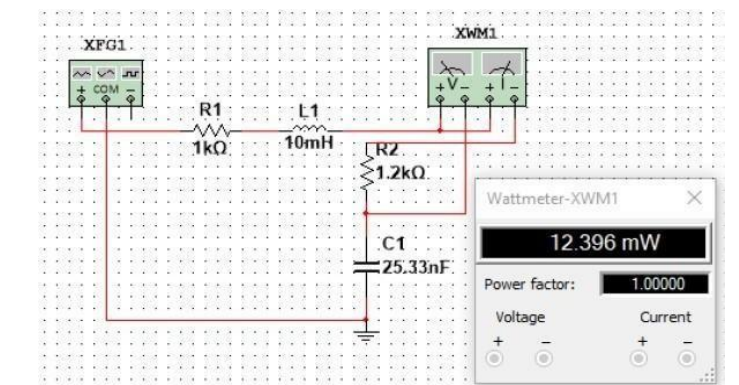 XFG1
COM
+ −
R1
1kΩ
L1
10mH
XWM1
V I
+ − + −
R2
1.2kΩ
C1
25.33nF
Wattmeter-XWM1 ×
12.396 mW
Power factor: 1.00000
Voltage Current
+ − + −